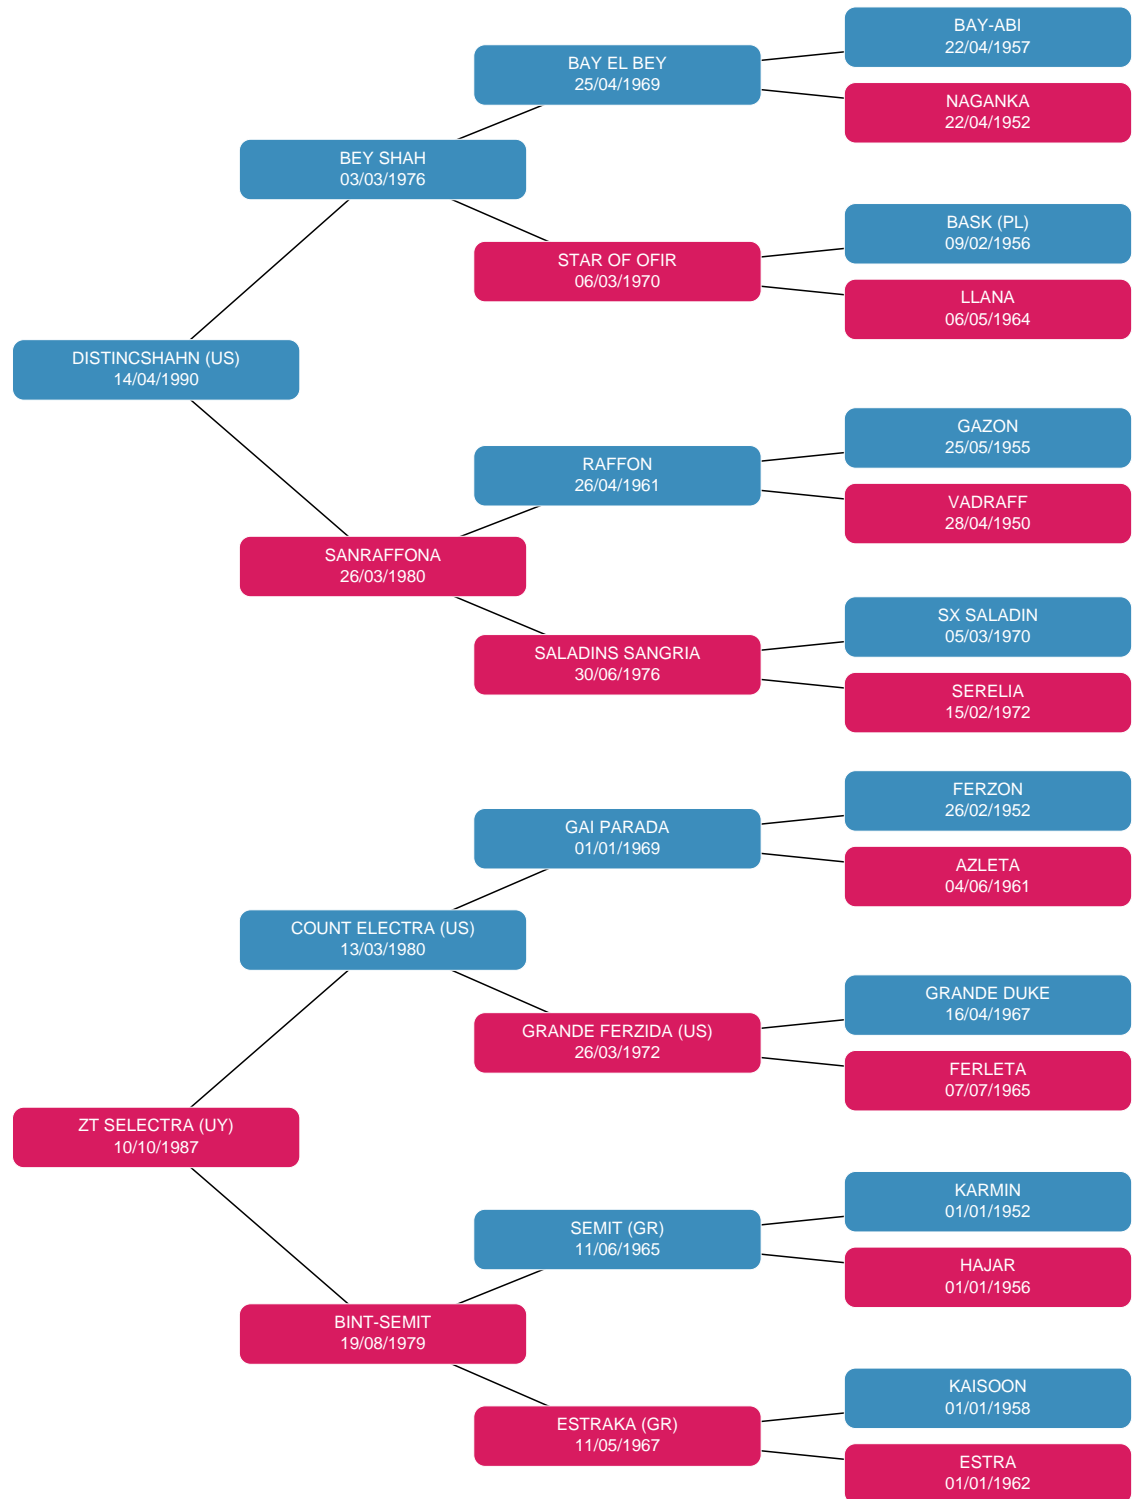 BAY-ABI
22/04/1957
BAY EL BEY
25/04/1969
NAGANKA
22/04/1952
BEY SHAH
03/03/1976
BASK (PL)
09/02/1956
STAR OF OFIR
06/03/1970
LLANA
06/05/1964
DISTINCSHAHN (US)
14/04/1990
GAZON
25/05/1955
RAFFON
26/04/1961
VADRAFF
28/04/1950
SANRAFFONA
26/03/1980
SX SALADIN
05/03/1970
SALADINS SANGRIA
30/06/1976
SERELIA
15/02/1972
FERZON
26/02/1952
GAI PARADA
01/01/1969
AZLETA
04/06/1961
COUNT ELECTRA (US)
13/03/1980
GRANDE DUKE
16/04/1967
GRANDE FERZIDA (US)
26/03/1972
FERLETA
07/07/1965
ZT SELECTRA (UY)
10/10/1987
KARMIN
01/01/1952
SEMIT (GR)
11/06/1965
HAJAR
01/01/1956
BINT-SEMIT
19/08/1979
KAISOON
01/01/1958
ESTRAKA (GR)
11/05/1967
ESTRA
01/01/1962